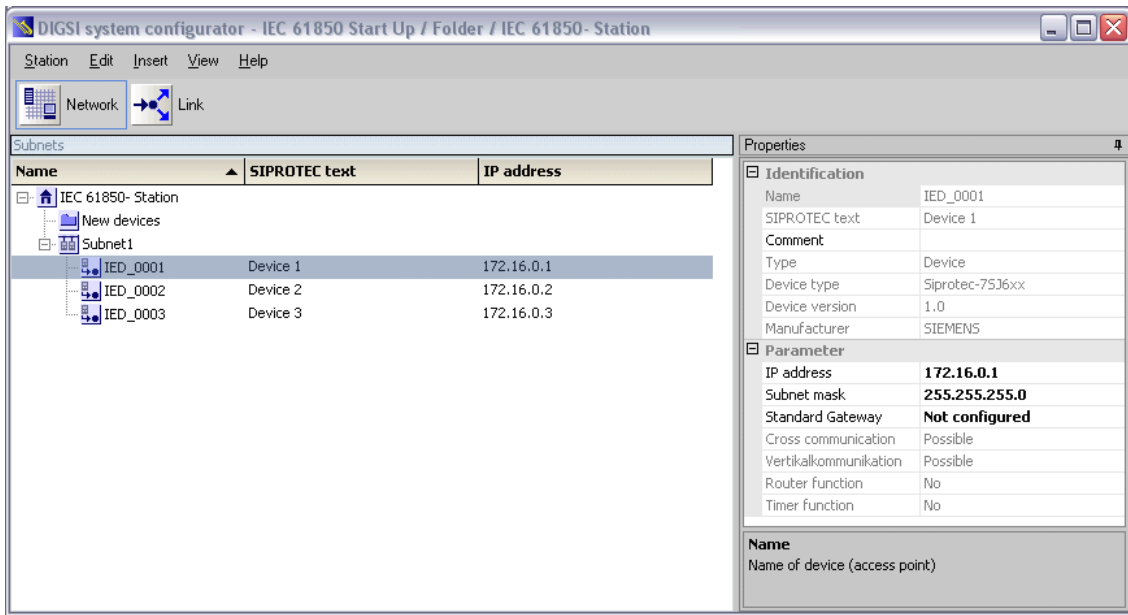 DIGSI system configurator - IEC 61850 Start Up / Folder / IEC 61850- Station
Station Edit Insert View Help
Network Link
Subnets
Name SIPROTEC text IP address
IEC 61850- Station
New devices
Subnet1
IED_0001 Device 1 172.16.0.1
IED_0002 Device 2 172.16.0.2
IED_0003 Device 3 172.16.0.3
Properties
Identification
Name IED_0001
SIPROTEC text Device 1
Comment
Type Device
Device type Siprotec-7SJ6xx
Device version 1.0
Manufacturer SIEMENS
Parameter
IP address 172.16.0.1
Subnet mask 255.255.255.0
Standard Gateway Not configured
Cross communication Possible
Vertikalkommunikation Possible
Router function No
Timer function No
Name
Name of device (access point)